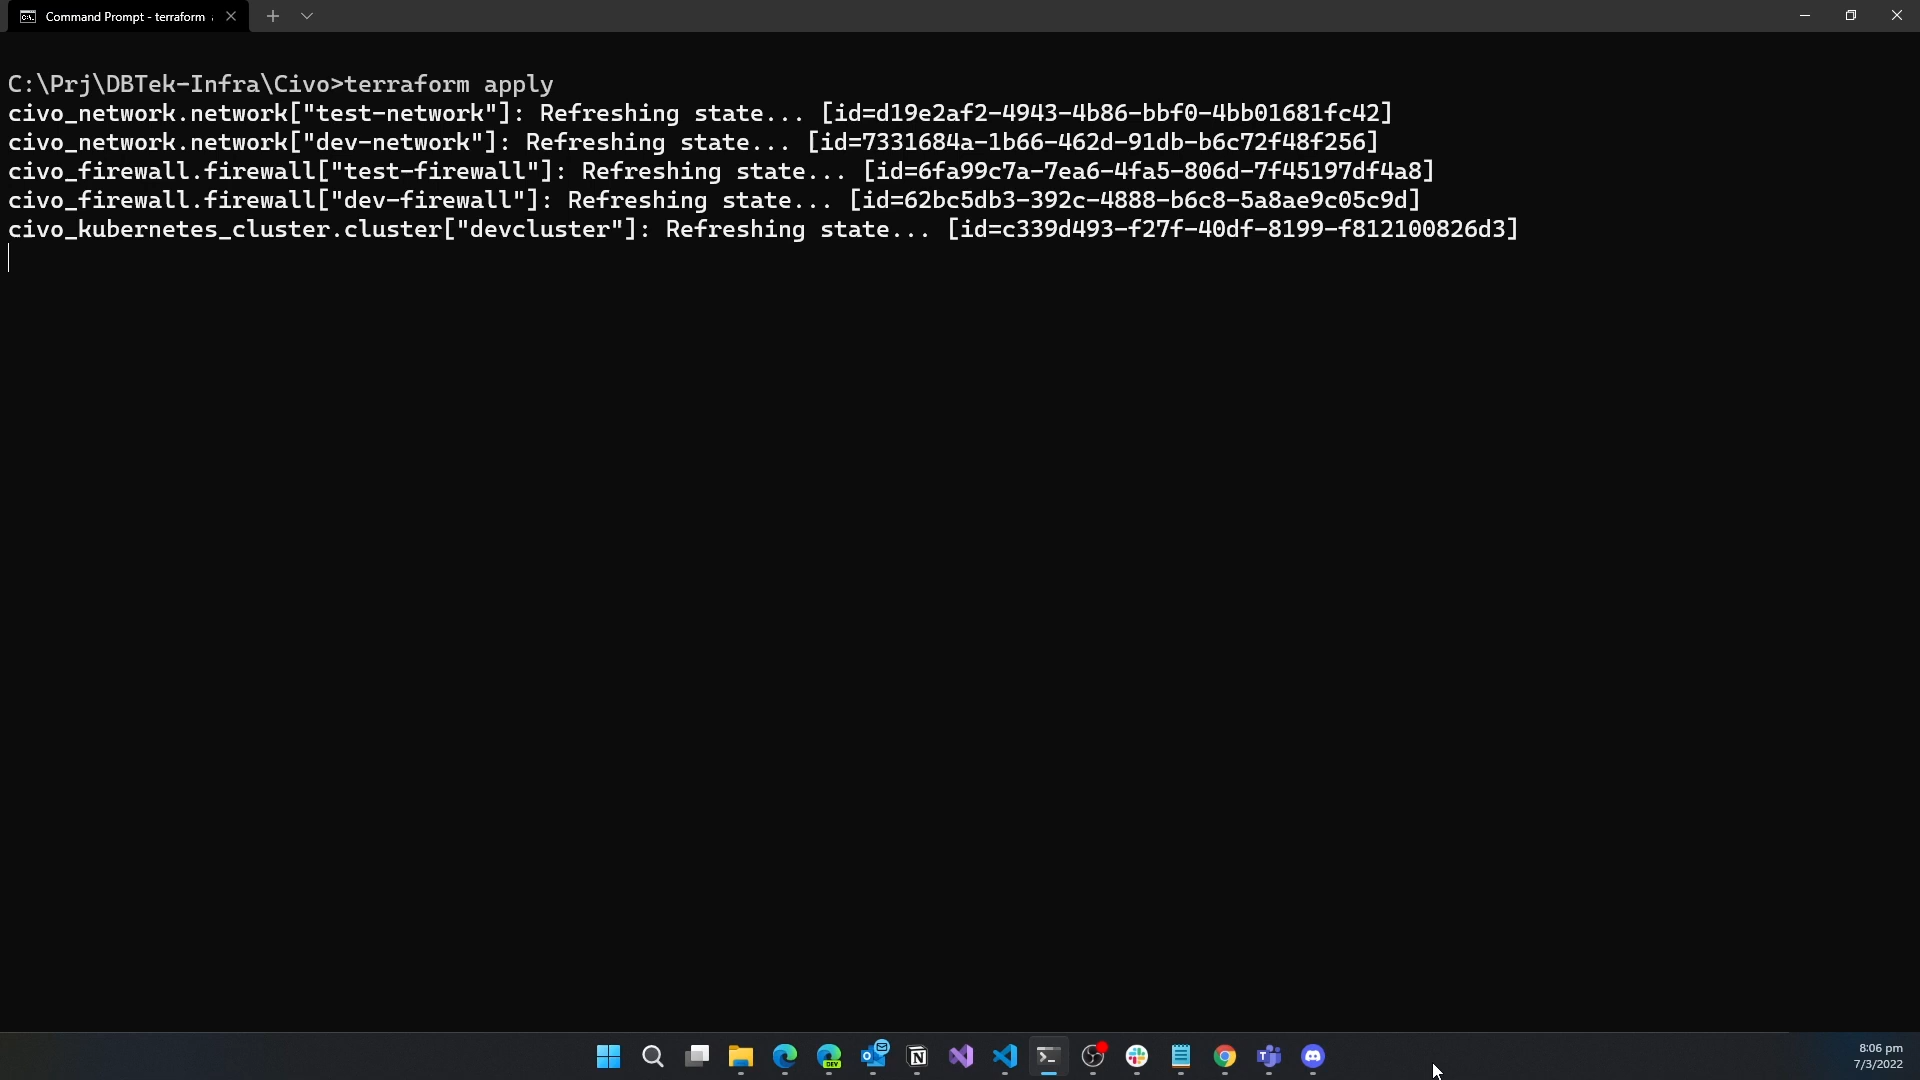 Command Prompt - terraform
C:\Prj\DBTek-Infra\Civo>terraform apply
civo_network.network["test-network"]: Refreshing state... [id=d19e2af2-4943-4b86-bbf0-4bb01681fc42]
civo_network.network["dev-network"]: Refreshing state... [id=7331684a-1b66-462d-91db-b6c72f48f256]
civo_firewall.firewall["test-firewall"]: Refreshing state... [id=6fa99c7a-7ea6-4fa5-806d-7f45197df4a8]
civo_firewall.firewall["dev-firewall"]: Refreshing state... [id=62bc5db3-392c-4888-b6c8-5a8ae9c05c9d]
civo_kubernetes_cluster.cluster["devcluster"]: Refreshing state... [id=c339d493-f27f-40df-8199-f812100826d3]
DEV
8:06 pm
7/3/2022